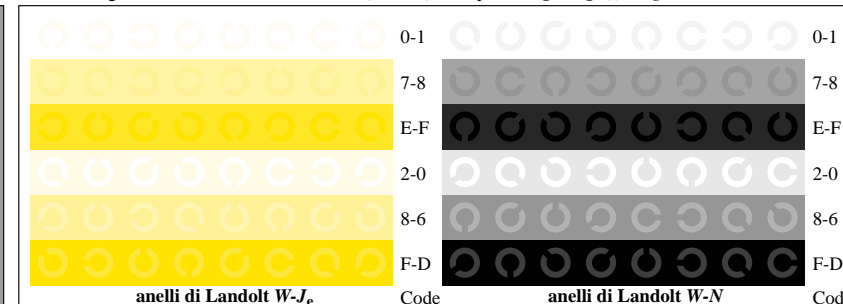 0-1 0-1
7-8 7-8
E-F E-F
2-0 2-0
8-6 8-6
F-D F-D
anelli di Landolt W-Je Code anelli di Landolt W-N